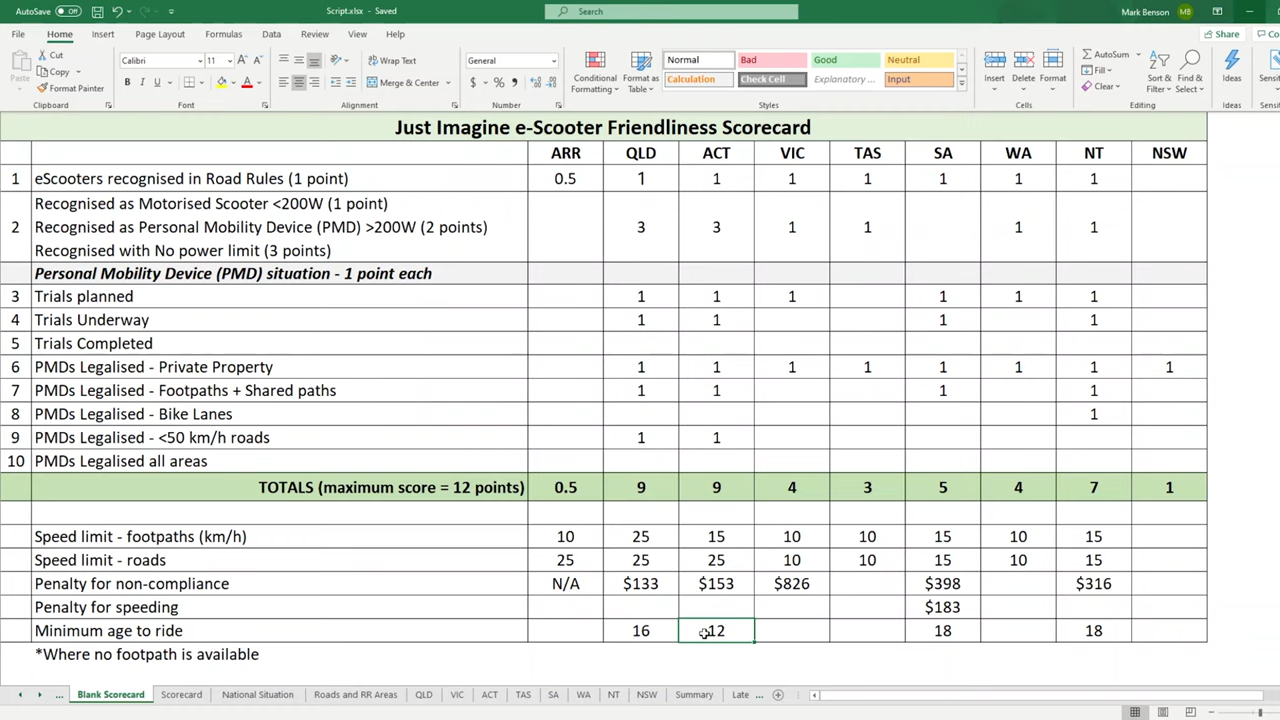 AutoSave Off Script.xlsx - Saved Search Mark Benson MB
File Home Insert Page Layout Formulas Data Review View Help Share Co
Paste Cut Copy Format Painter Calibri 11 Wrap Text Merge & Center General Conditional Formatting Format as Table Normal Bad Good Neutral Calculation Check Cell Explanatory ... Input Insert Delete Format AutoSum Fill Clear Sort & Filter Find & Select Ideas Sensit
Clipboard Font Alignment Number Styles Cells Editing Ideas Sensit
Just Imagine e-Scooter Friendliness Scorecard
ARR QLD ACT VIC TAS SA WA NT NSW
1 eScooters recognised in Road Rules (1 point) 0.5 1 1 1 1 1 1 1
Recognised as Motorised Scooter <200W (1 point)
2 Recognised as Personal Mobility Device (PMD) >200W (2 points) 3 3 1 1 1 1
Recognised with No power limit (3 points)
Personal Mobility Device (PMD) situation - 1 point each
3 Trials planned 1 1 1 1 1 1
4 Trials Underway 1 1 1 1
5 Trials Completed
6 PMDs Legalised - Private Property 1 1 1 1 1 1 1 1
7 PMDs Legalised - Footpaths + Shared paths 1 1 1 1
8 PMDs Legalised - Bike Lanes 1
9 PMDs Legalised - <50 km/h roads 1 1
10 PMDs Legalised all areas
TOTALS (maximum score = 12 points) 0.5 9 9 4 3 5 4 7 1
Speed limit - footpaths (km/h) 10 25 15 10 10 15 10 15
Speed limit - roads 25 25 25 10 10 15 10 15
Penalty for non-compliance N/A $133 $153 $826 $398 $316
Penalty for speeding $183
Minimum age to ride 16 12 18 18
*Where no footpath is available
... Blank Scorecard Scorecard National Situation Roads and RR Areas QLD VIC ACT TAS SA WA NT NSW Summary Late ...